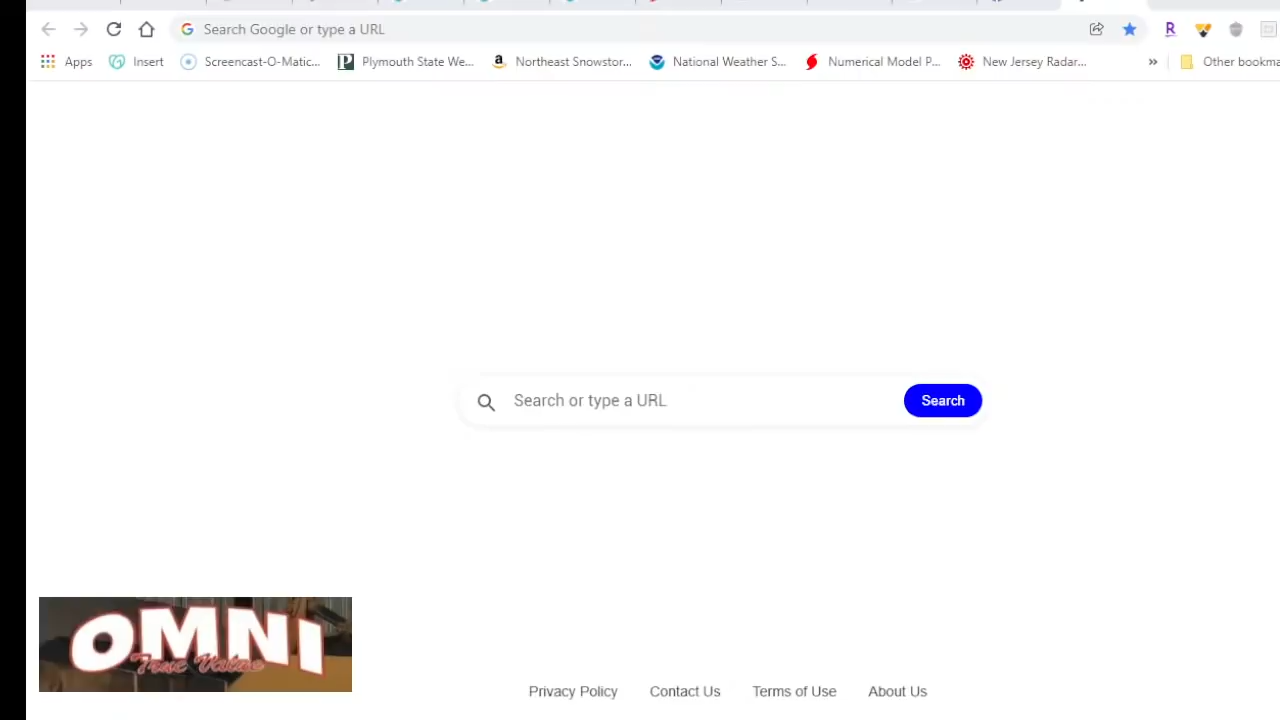 Search Google or type a URL
R
Apps Insert Screencast-O-Matic... Plymouth State We... Northeast Snowstor... National Weather S... Numerical Model P... New Jersey Radar... » Other bookma
Search or type a URL Search
OMNI
True Value
Privacy Policy Contact Us Terms of Use About Us